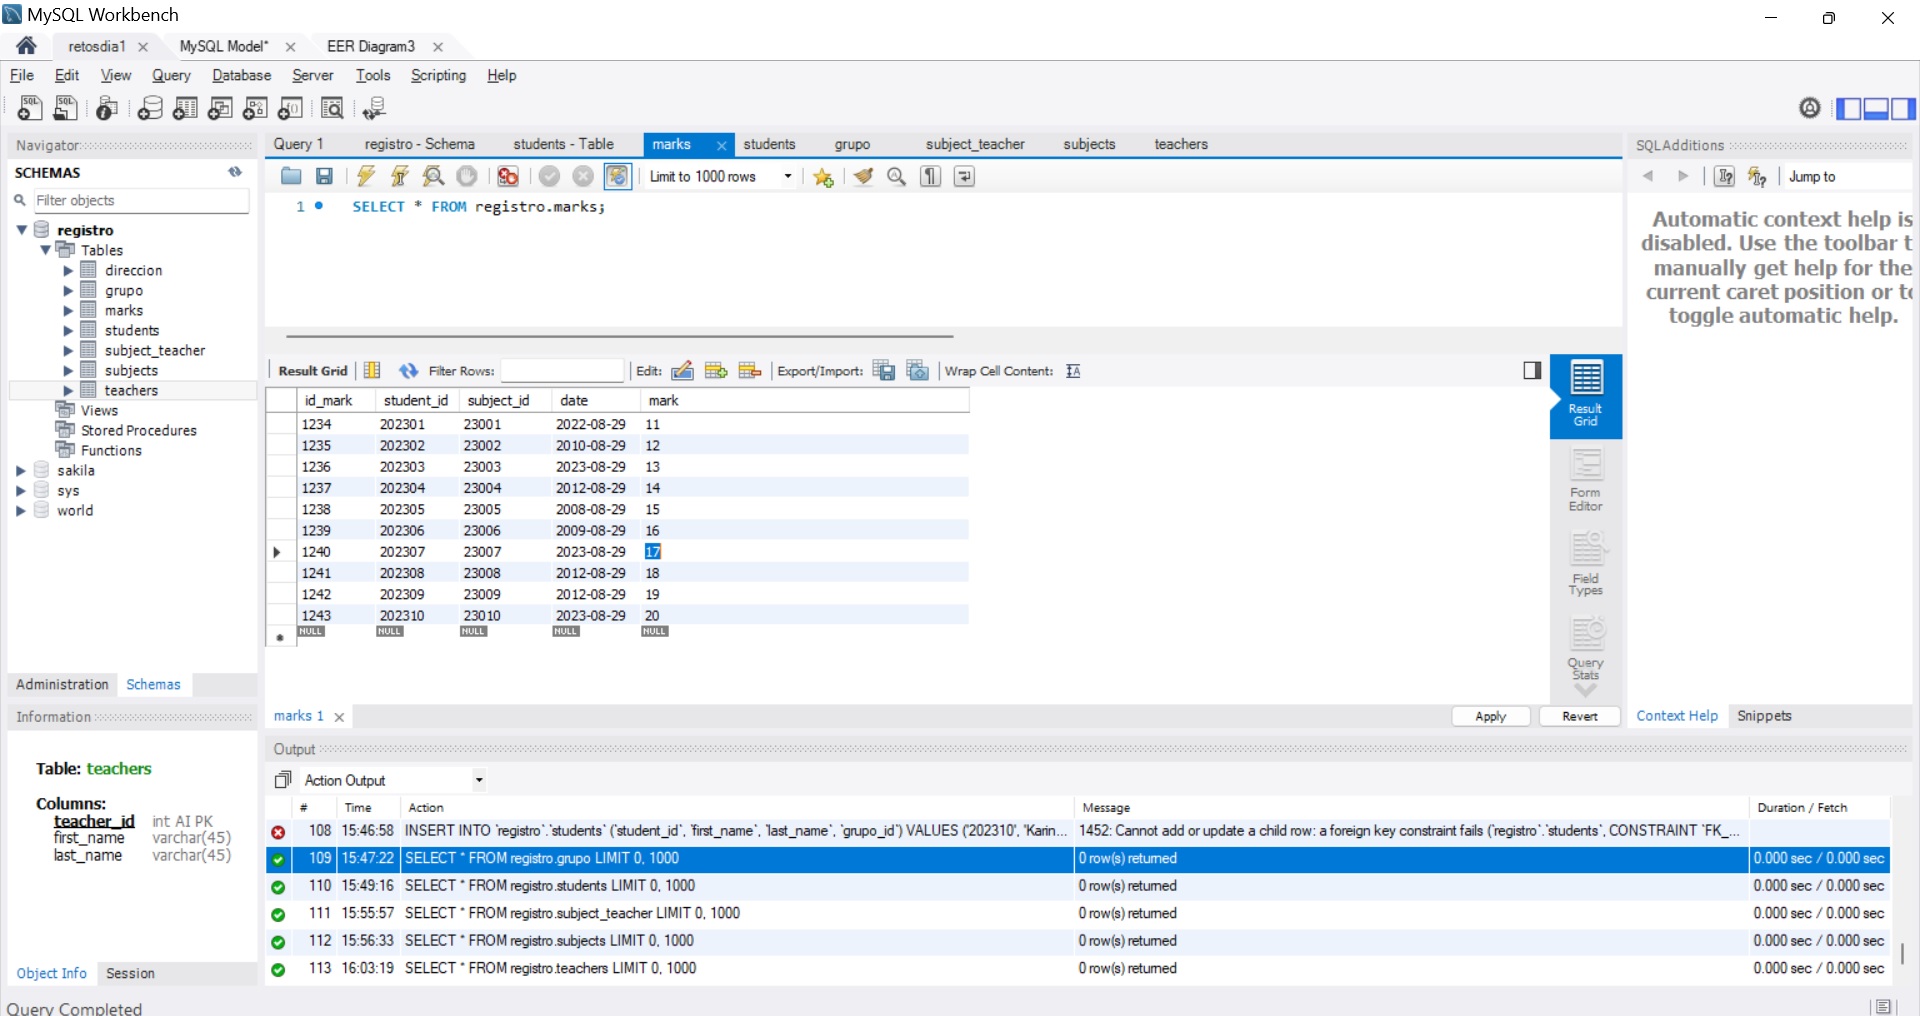 MySQL Workbench
retosdia1
MySQL Model*
EER Diagram3
File Edit View Query Database Server Tools Scripting Help
Navigator
SCHEMAS
Filter objects
registro
Tables
direccion
grupo
marks
students
subject_teacher
subjects
teachers
Views
Stored Procedures
Functions
sakila
sys
world
Administration Schemas
Information
Table: teachers
Columns:
teacher_id int AI PK
first_name varchar(45)
last_name varchar(45)
Object Info Session
Query Completed
Query 1 registro - Schema students - Table marks students grupo subject_teacher subjects teachers
Limit to 1000 rows
1 SELECT * FROM registro.marks;
Result Grid Filter Rows: Edit: Export/Import: Wrap Cell Content:
id_mark student_id subject_id date mark
1234 202301 23001 2022-08-29 11
1235 202302 23002 2010-08-29 12
1236 202303 23003 2023-08-29 13
1237 202304 23004 2012-08-29 14
1238 202305 23005 2008-08-29 15
1239 202306 23006 2009-08-29 16
1240 202307 23007 2023-08-29 17
1241 202308 23008 2012-08-29 18
1242 202309 23009 2012-08-29 19
1243 202310 23010 2023-08-29 20
NULL NULL NULL NULL NULL
Result
Grid
Form
Editor
Field
Types
Query
Stats
marks 1
Apply Revert
SQLAdditions
Jump to
Automatic context help is
disabled. Use the toolbar t
manually get help for the
current caret position or to
toggle automatic help.
Context Help Snippets
Output
Action Output
# Time Action Message Duration / Fetch
108 15:46:58 INSERT INTO `registro`.`students` (`student_id`, `first_name`, `last_name`, `grupo_id`) VALUES ('202310', 'Karin... 1452: Cannot add or update a child row: a foreign key constraint fails (`registro`.`students`, CONSTRAINT `FK_...
109 15:47:22 SELECT * FROM registro.grupo LIMIT 0, 1000 0 row(s) returned 0.000 sec / 0.000 sec
110 15:49:16 SELECT * FROM registro.students LIMIT 0, 1000 0 row(s) returned 0.000 sec / 0.000 sec
111 15:55:57 SELECT * FROM registro.subject_teacher LIMIT 0, 1000 0 row(s) returned 0.000 sec / 0.000 sec
112 15:56:33 SELECT * FROM registro.subjects LIMIT 0, 1000 0 row(s) returned 0.000 sec / 0.000 sec
113 16:03:19 SELECT * FROM registro.teachers LIMIT 0, 1000 0 row(s) returned 0.000 sec / 0.000 sec